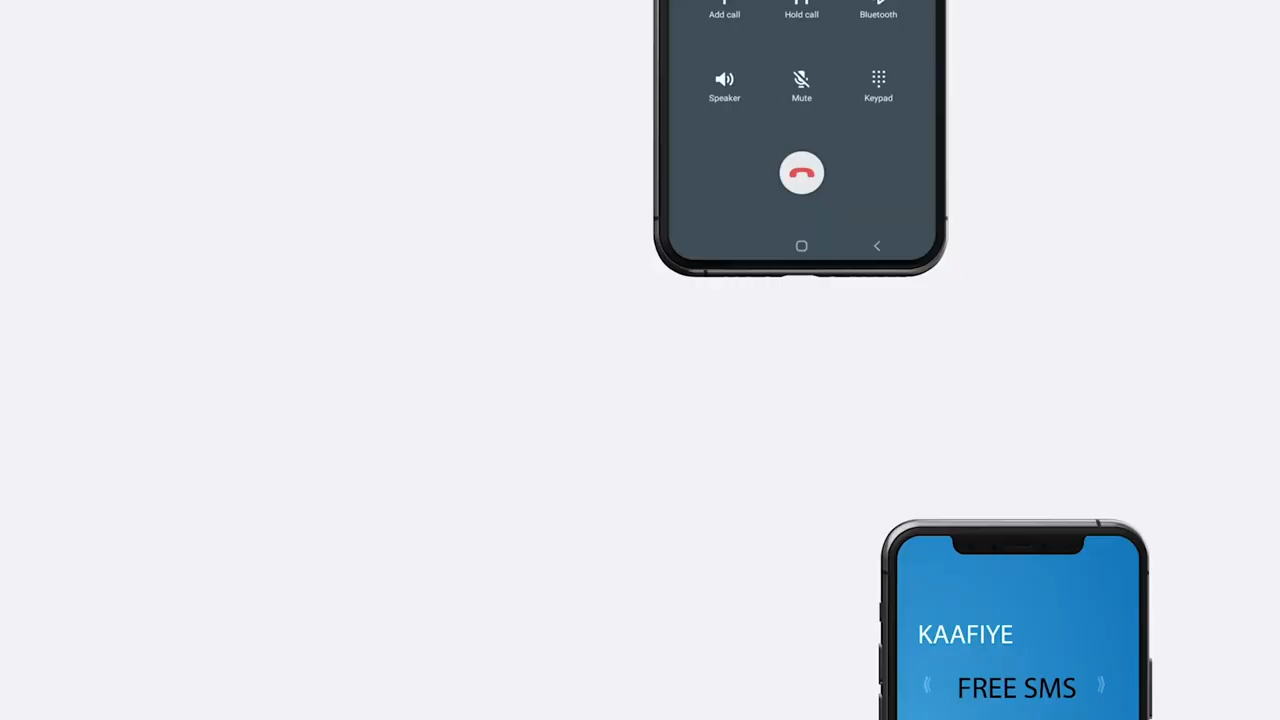 Add call
Hold call
Bluetooth
Speaker
Mute
Keypad
KAAFIYE
FREE SMS